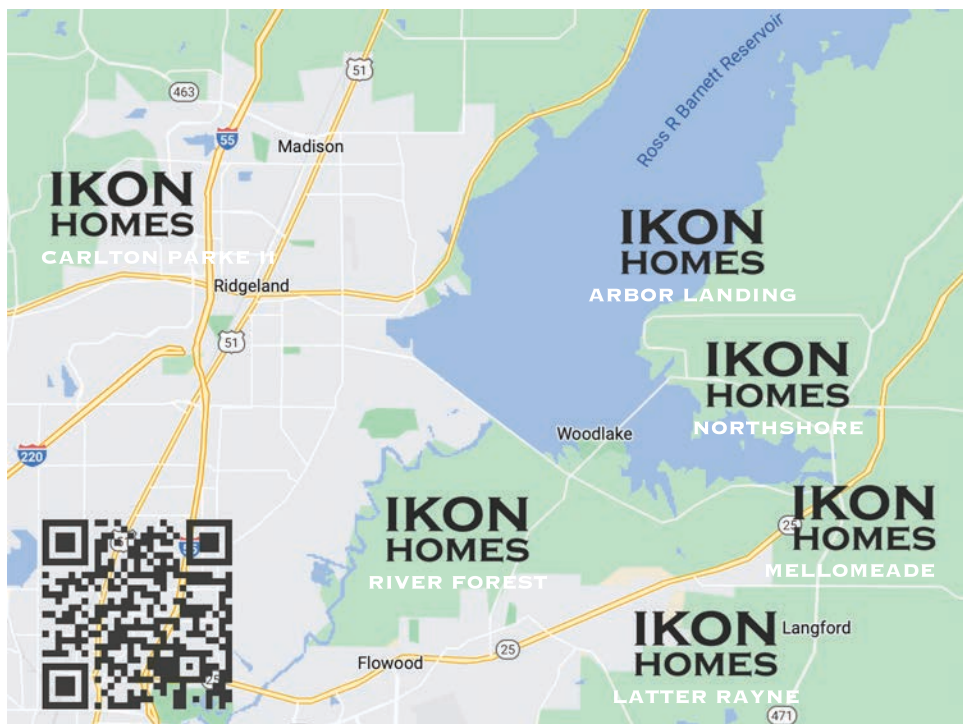 51
463
55
Ross R Barnett Reservoir
Madison
IKON
HOMES
CARLTON PARKE II
IKON
HOMES
ARBOR LANDING
Ridgeland
51
IKON
HOMES
NORTHSHORE
Woodlake
220
IKON
HOMES
RIVER FOREST
IKON
25
HOMES
MELLOMEADE
IKON
HOMES
LATTER RAYNE
Langford
25
Flowood
25
471